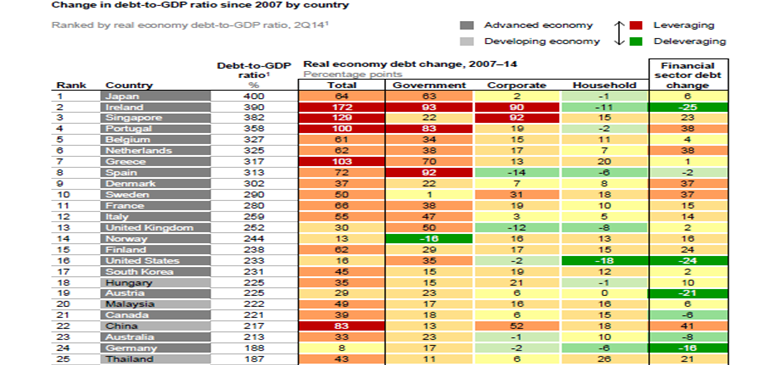 Change in debt-to-GDP ratio since 2007 by country
Ranked by real economy debt-to-GDP ratio, 2Q14¹
Advanced economy
Leveraging
Developing economy
Deleveraging
Debt-to-GDP Real economy debt change, 2007–14 Financial
ratio¹ Percentage points sector debt
Rank Country % Total Government Corporate Household change
1 Japan 400 64 63 2 -1 6
2 Ireland 390 172 93 90 -11 -25
3 Singapore 382 129 22 92 15 23
4 Portugal 358 100 83 19 -2 38
5 Belgium 327 61 34 15 11 4
6 Netherlands 325 62 38 17 7 38
7 Greece 317 103 70 13 20 1
8 Spain 313 72 92 -14 -6 -2
9 Denmark 302 37 22 7 8 37
10 Sweden 290 50 1 31 18 37
11 France 280 66 38 19 10 15
12 Italy 259 55 47 3 5 14
13 United Kingdom 252 30 50 -12 -8 2
14 Norway 244 13 -16 16 13 16
15 Finland 238 62 29 17 15 24
16 United States 233 16 35 -2 -18 -24
17 South Korea 231 45 15 19 12 2
18 Hungary 225 35 15 21 -1 10
19 Austria 225 29 23 6 0 -21
20 Malaysia 222 49 17 16 16 6
21 Canada 221 39 18 6 15 -6
22 China 217 83 13 52 18 41
23 Australia 213 33 23 -1 10 -8
24 Germany 188 8 17 -2 -6 -16
25 Thailand 187 43 11 6 26 21